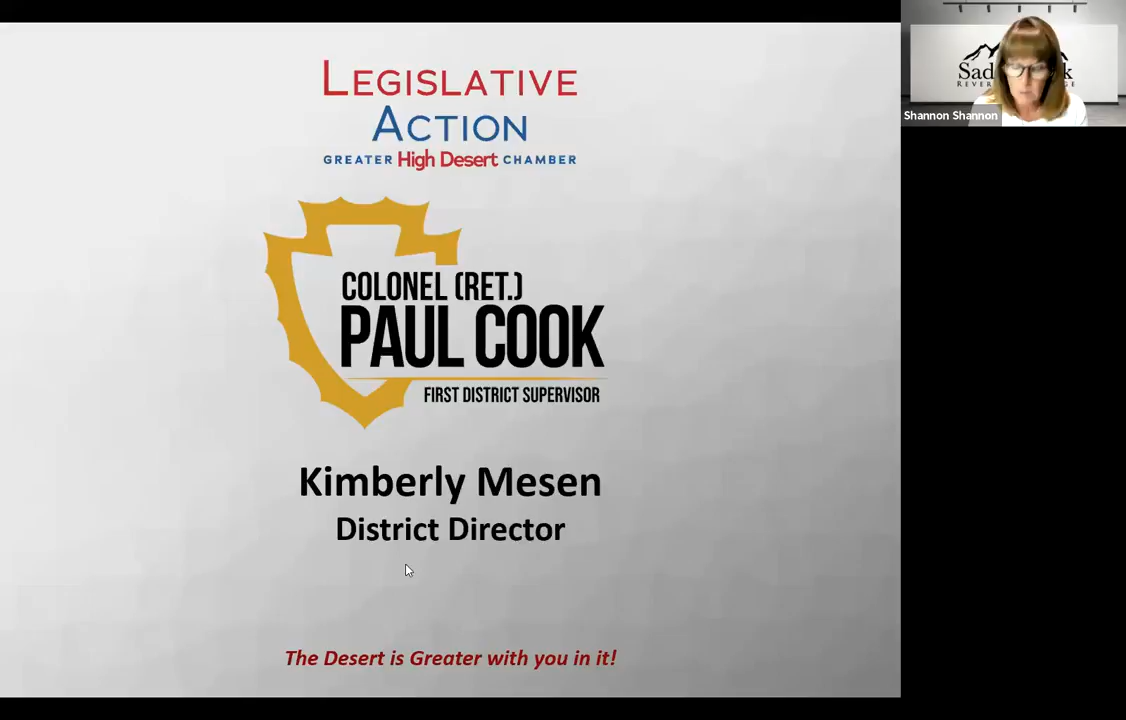 LEGISLATIVE
ACTION
GREATER High Desert CHAMBER
COLONEL (RET.)
PAUL COOK
FIRST DISTRICT SUPERVISOR
Kimberly Mesen
District Director
The Desert is Greater with you in it!
Shannon Shannon